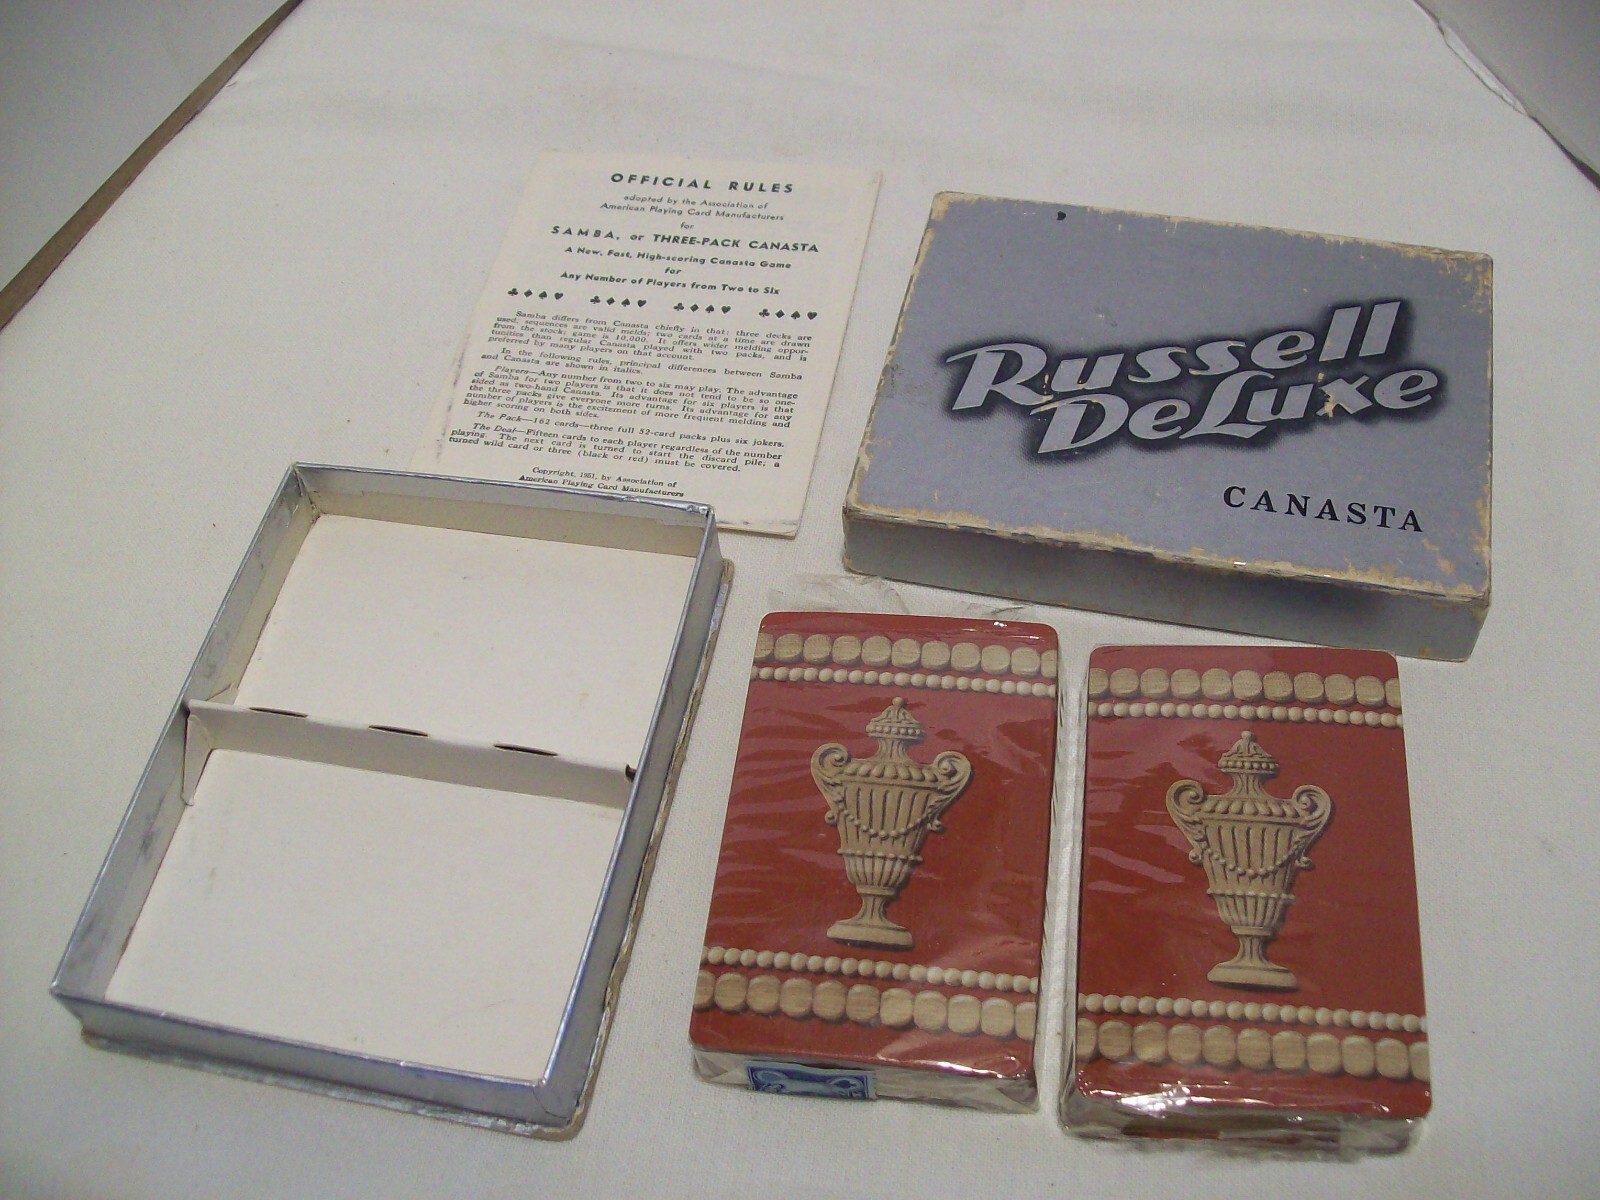 OFFICIAL RULES
adopted by the Association of
American Playing Card Manufacturers
for
SAMBA, or THREE-PACK CANASTA
A New, Fast, High-scoring Canasta Game
for
Any Number of Players from Two to Six
Samba differs from Canasta chiefly in that: three decks are
used; sequences are valid melds; two cards at a time are drawn
from the stock; game is 10,000. It offers wider melding oppor-
tunities than regular Canasta played with two packs, and is
preferred by many players on that account.
In the following rules, principal differences between Samba
and Canasta are shown in italics.
Players—Any number from two to six may play. The advantage
of Samba for two players is that it does not tend to be so one-
sided as two-hand Canasta. Its advantage for six players is that
the three packs give everyone more turns. Its advantage for any
number of players is the excitement of more frequent melding and
higher scoring on both sides.
The Pack—162 cards—three full 52-card packs plus six jokers.
The Deal—Fifteen cards to each player regardless of the number
playing. The next card is turned to start the discard pile; a
turned wild card or three (black or red) must be covered.
Copyright, 1951, by Association of
American Playing Card Manufacturers
Russell
DeLuxe
CANASTA